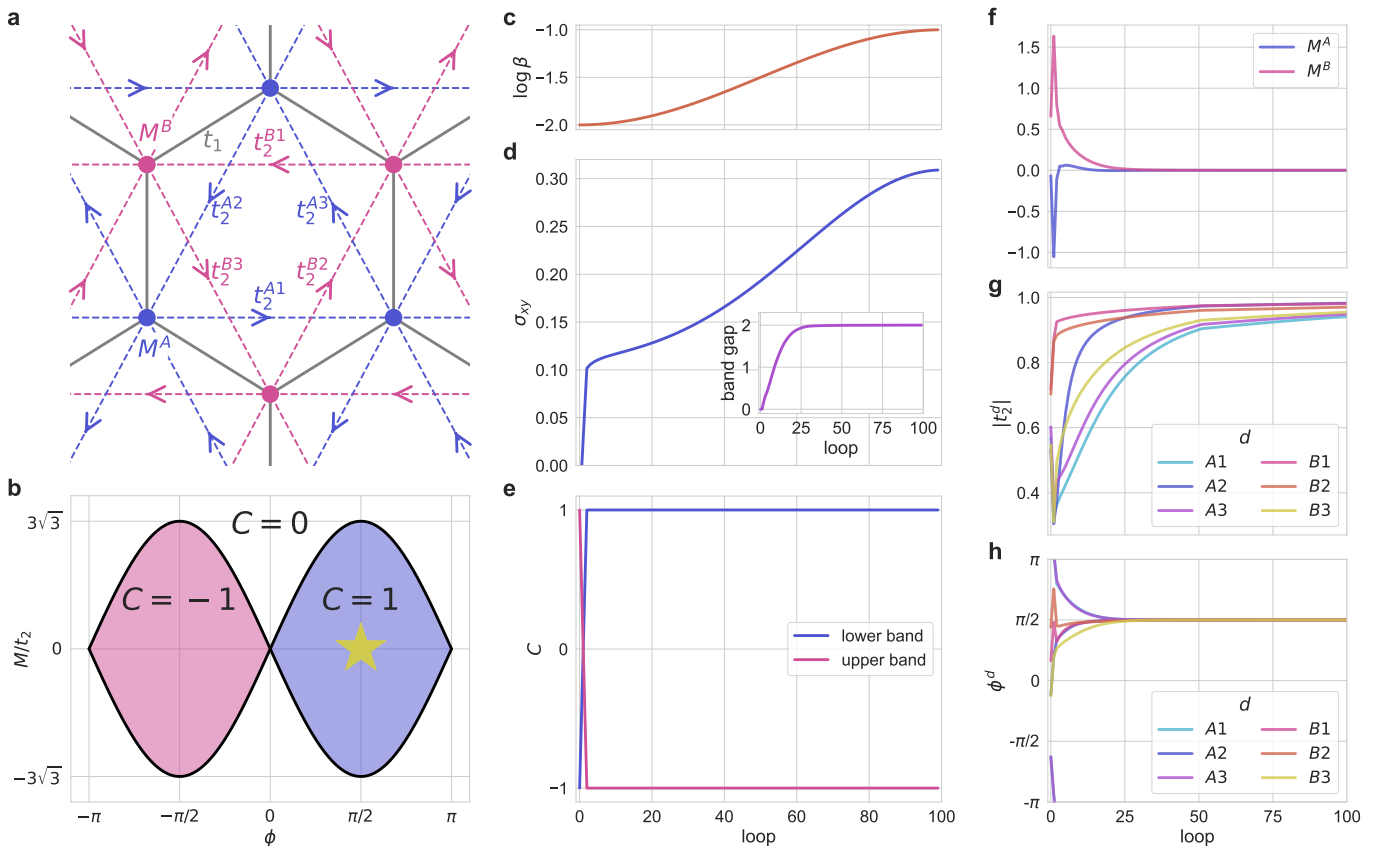 a
M^B
t_1
t_2^{B1}
t_2^{A2}
t_2^{A3}
t_2^{B3}
t_2^{B2}
t_2^{A1}
M^A
b
3√3
0
−3√3
M/t_2
C = 0
C = −1
C = 1
−π
−π/2
0
π/2
π
ϕ
c
−1.0
−1.5
−2.0
log β
d
0.30
0.25
0.20
0.15
0.10
0.05
0.00
σ_{xy}
2
1
0
band gap
0
25
50
75
100
loop
e
1
0
−1
C
lower band
upper band
0
20
40
60
80
100
loop
f
1.5
1.0
0.5
0.0
−0.5
−1.0
M^A
M^B
g
1.0
0.8
0.6
0.4
|t_2^d|
d
A1
B1
A2
B2
A3
B3
h
π
π/2
0
-π/2
-π
ϕ^d
d
A1
B1
A2
B2
A3
B3
0
25
50
75
100
loop